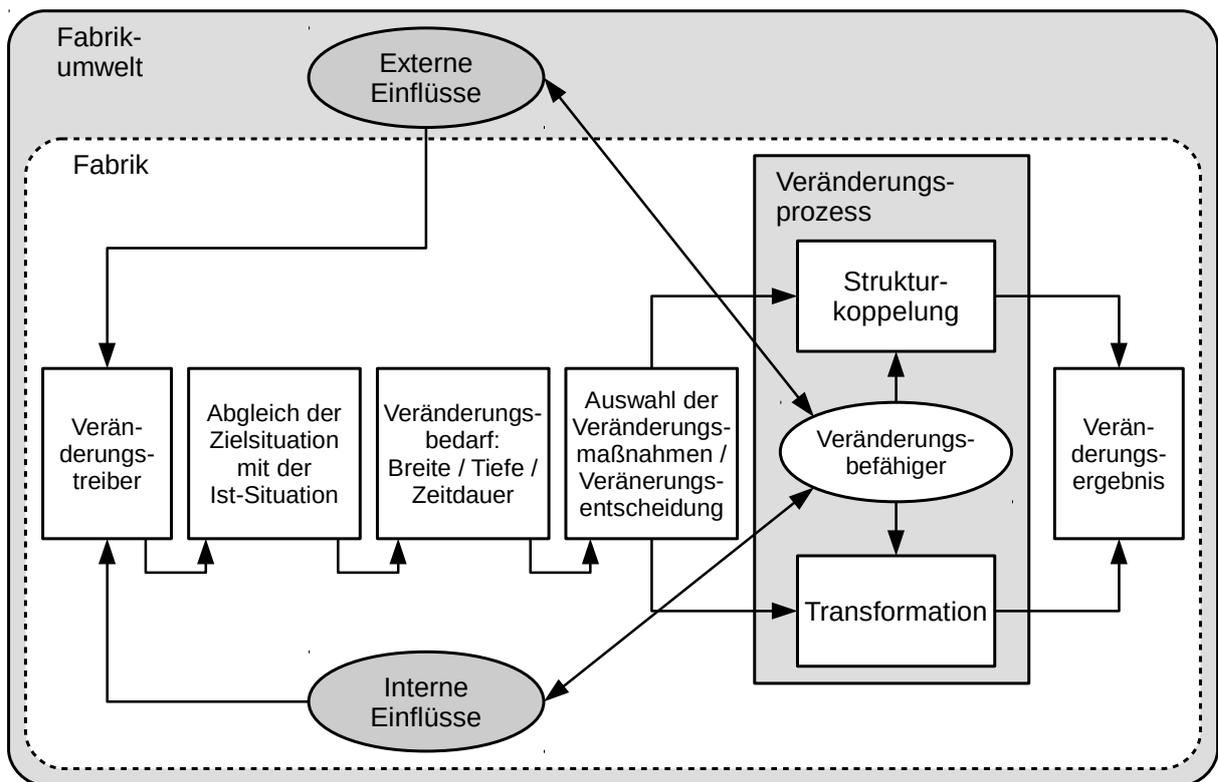 Fabrik-
umwelt
Externe
Einflüsse
Fabrik
Veränderungs-
prozess
Struktur-
koppelung
Verän-
derungs-
treiber
Abgleich der
Zielsituation
mit der
Ist-Situation
Veränderungs-
bedarf:
Breite / Tiefe /
Zeitdauer
Auswahl der
Veränderungs-
maßnahmen /
Veränerungs-
entscheidung
Veränderungs-
befähiger
Verän-
derungs-
ergebnis
Transformation
Interne
Einflüsse